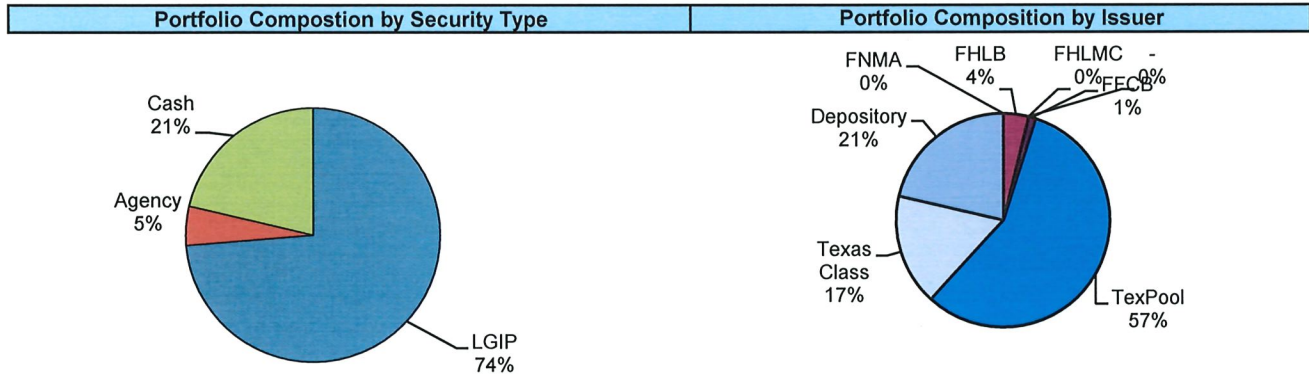 Portfolio Compostion by Security Type
Cash
21%
Agency
5%
LGIP
74%
Portfolio Composition by Issuer
FNMA
0%
FHLB
4%
FHLMC
0%
-
0%
FFCB
1%
Depository
21%
Texas
Class
17%
TexPool
57%